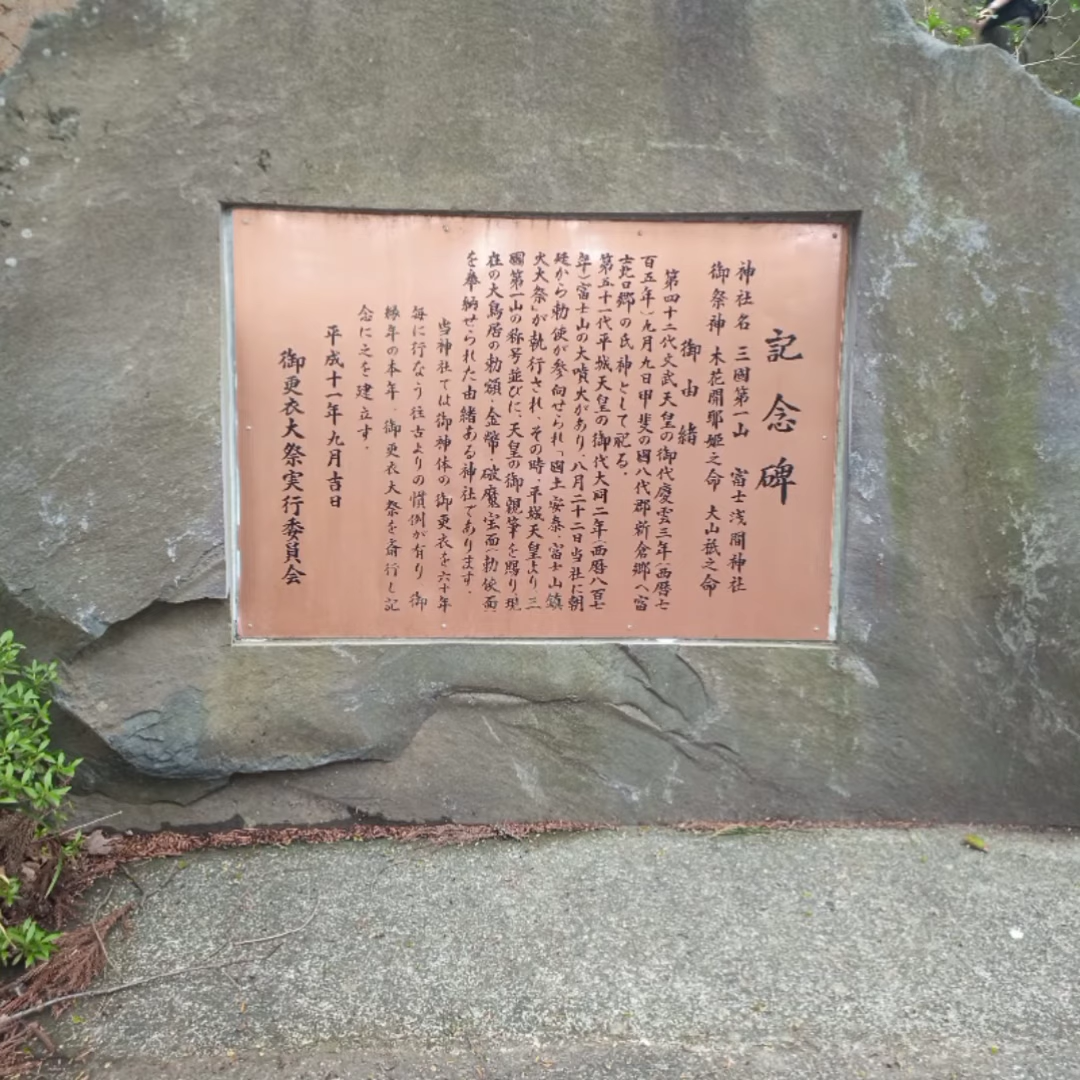 記念碑
神社名 三國第一山 富士浅間神社
御祭神 木花開耶姫之命 大山祇之命
御由緒
第四十二代文武天皇の御代慶雲三年(西暦七
百五年)九月九日甲斐の國八代郡新倉郷へ富
士北口郷の氏神として祀る.
第五十一代平城天皇の御代大同二年(西暦八百七
年)富士山の大噴火があり、八月二十二日当社に朝
廷から勅使が参向せられ「國土安泰、富士山鎮
火大祭」が執行され、その時、平城天皇より三
國第一山の称号並びに、天皇の御親筆を賜り現
在の大鳥居の勅額、金幣、破魔宝面(勅使面)
を奉納せられた由緒ある神社であります.
当神社では御神体の御更衣を六十年
毎に行なう往古よりの慣例が有り 御
縁年の本年、御更衣大祭を斎行し記
念に之を建立す.
平成十一年九月吉日
御更衣大祭実行委員会